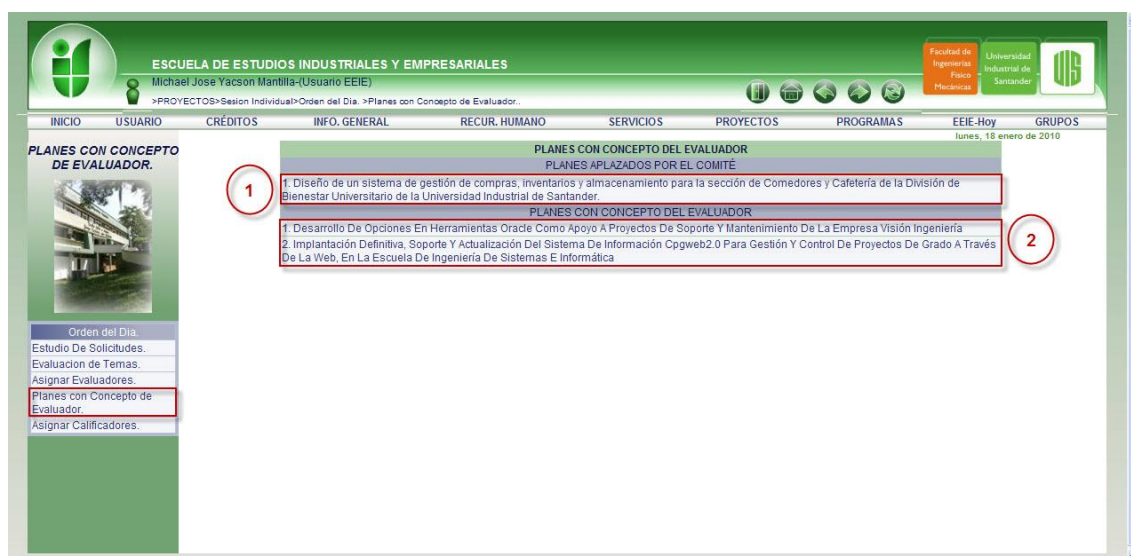 ESCUELA DE ESTUDIOS INDUSTRIALES Y EMPRESARIALES
Michael Jose Yacson Mantilla-(Usuario EEIE)
>PROYECTOS>Sesion Individual>Orden del Dia. >Planes con Concepto de Evaluador..
Facultad de
Ingenierías
Físico
Mecánicas
Universidad
Industrial de
Santander
INICIO USUARIO CRÉDITOS INFO. GENERAL RECUR. HUMANO SERVICIOS PROYECTOS PROGRAMAS EEIE-Hoy GRUPOS
lunes, 18 enero de 2010
PLANES CON CONCEPTO
DE EVALUADOR.
PLANES CON CONCEPTO DEL EVALUADOR
PLANES APLAZADOS POR EL COMITÉ
1
1. Diseño de un sistema de gestión de compras, inventarios y almacenamiento para la sección de Comedores y Cafetería de la División de
Bienestar Universitario de la Universidad Industrial de Santander.
PLANES CON CONCEPTO DEL EVALUADOR
1. Desarrollo De Opciones En Herramientas Oracle Como Apoyo A Proyectos De Soporte Y Mantenimiento De La Empresa Visión Ingeniería
2. Implantación Definitiva, Soporte Y Actualización Del Sistema De Información Cpgweb2.0 Para Gestión Y Control De Proyectos De Grado A Través
De La Web, En La Escuela De Ingeniería De Sistemas E Informática
2
Orden del Dia.
Estudio De Solicitudes.
Evaluacion de Temas.
Asignar Evaluadores.
Planes con Concepto de
Evaluador.
Asignar Calificadores.